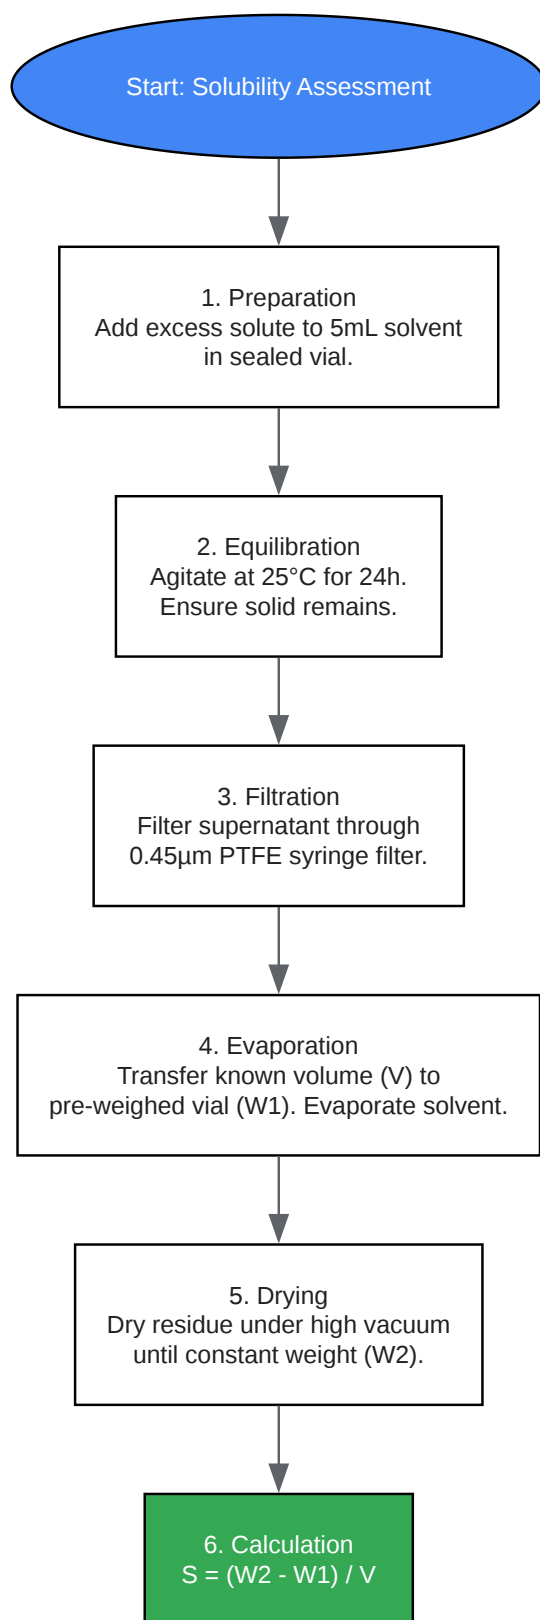 Start: Solubility Assessment
1. Preparation
Add excess solute to 5mL solvent
in sealed vial.
2. Equilibration
Agitate at 25°C for 24h.
Ensure solid remains.
3. Filtration
Filter supernatant through
0.45µm PTFE syringe filter.
4. Evaporation
Transfer known volume (V) to
pre-weighed vial (W1). Evaporate solvent.
5. Drying
Dry residue under high vacuum
until constant weight (W2).
6. Calculation
S = (W2 - W1) / V